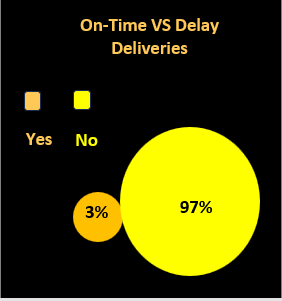 On-Time VS Delay
Deliveries
Yes No
3% 97%